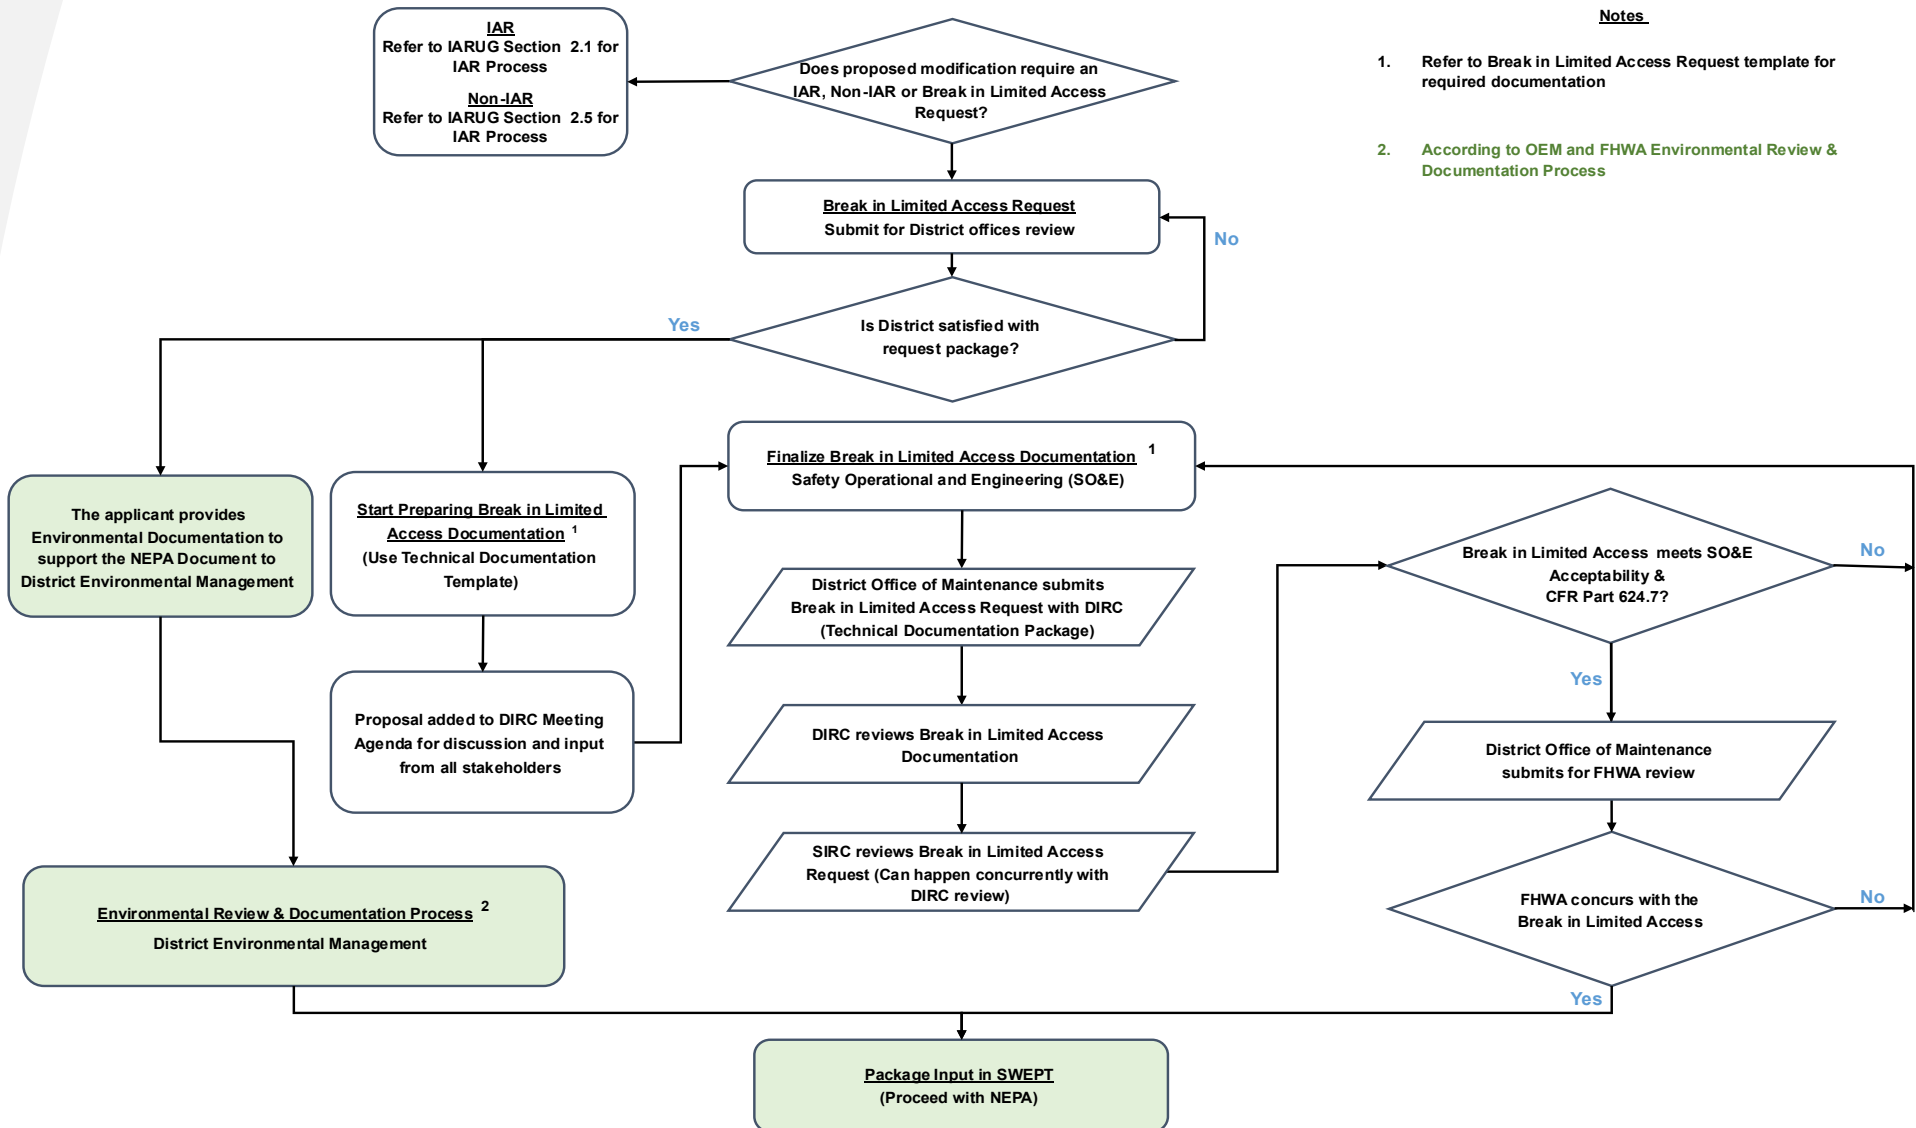 IAR
Refer to IARUG Section 2.1 for
IAR Process
Non-IAR
Refer to IARUG Section 2.5 for
IAR Process
Does proposed modification require an
IAR, Non-IAR or Break in Limited Access
Request?
Notes
1. Refer to Break in Limited Access Request template for
required documentation
2. According to OEM and FHWA Environmental Review &
Documentation Process
Break in Limited Access Request
Submit for District offices review
No
Is District satisfied with
request package?
Yes
The applicant provides
Environmental Documentation to
support the NEPA Document to
District Environmental Management
Start Preparing Break in Limited
Access Documentation 1
(Use Technical Documentation
Template)
Proposal added to DIRC Meeting
Agenda for discussion and input
from all stakeholders
Finalize Break in Limited Access Documentation 1
Safety Operational and Engineering (SO&E)
District Office of Maintenance submits
Break in Limited Access Request with DIRC
(Technical Documentation Package)
DIRC reviews Break in Limited Access
Documentation
SIRC reviews Break in Limited Access
Request (Can happen concurrently with
DIRC review)
Break in Limited Access meets SO&E
Acceptability &
CFR Part 624.7?
No
Yes
District Office of Maintenance
submits for FHWA review
FHWA concurs with the
Break in Limited Access
No
Yes
Environmental Review & Documentation Process 2
District Environmental Management
Package Input in SWEPT
(Proceed with NEPA)